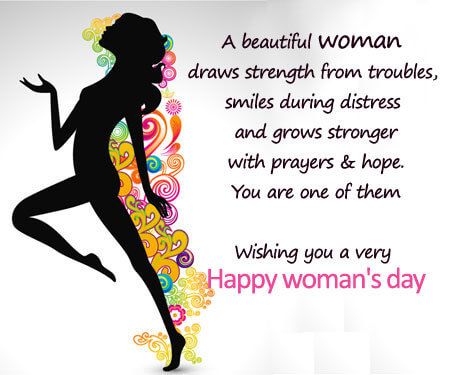 A beautiful woman
draws strength from troubles,
smiles during distress
and grows stronger
with prayers & hope.
You are one of them
Wishing you a very
Happy woman's day